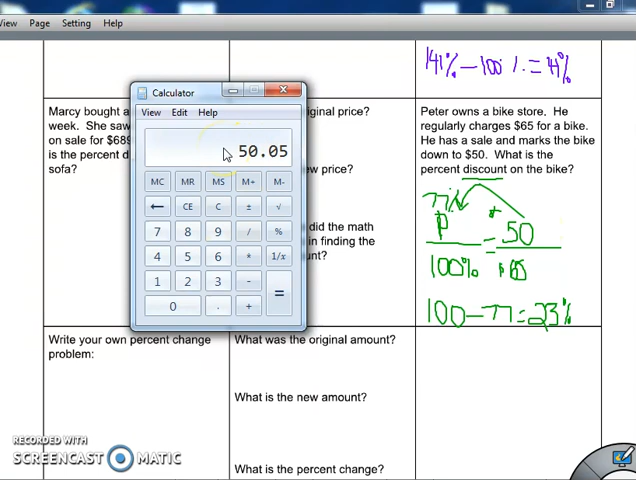 View Page Setting Help
141% - 100% = 41%
Marcy bought a
week. She saw
on sale for $689
is the percent d
sofa?
iginal price?
ew price?
did the math
in finding the
unt?
Peter owns a bike store. He
regularly charges $65 for a bike.
He has a sale and marks the bike
down to $50. What is the
percent discount on the bike?
77%
P = $50
100% $65
100 - 77 = 23%
Calculator
View Edit Help
50.05
MC MR MS M+ M-
← CE C ± √
7 8 9 / %
4 5 6 * 1/x
1 2 3 - =
0 . +
Write your own percent change
problem:
What was the original amount?
What is the new amount?
What is the percent change?
RECORDED WITH
SCREENCAST MATIC